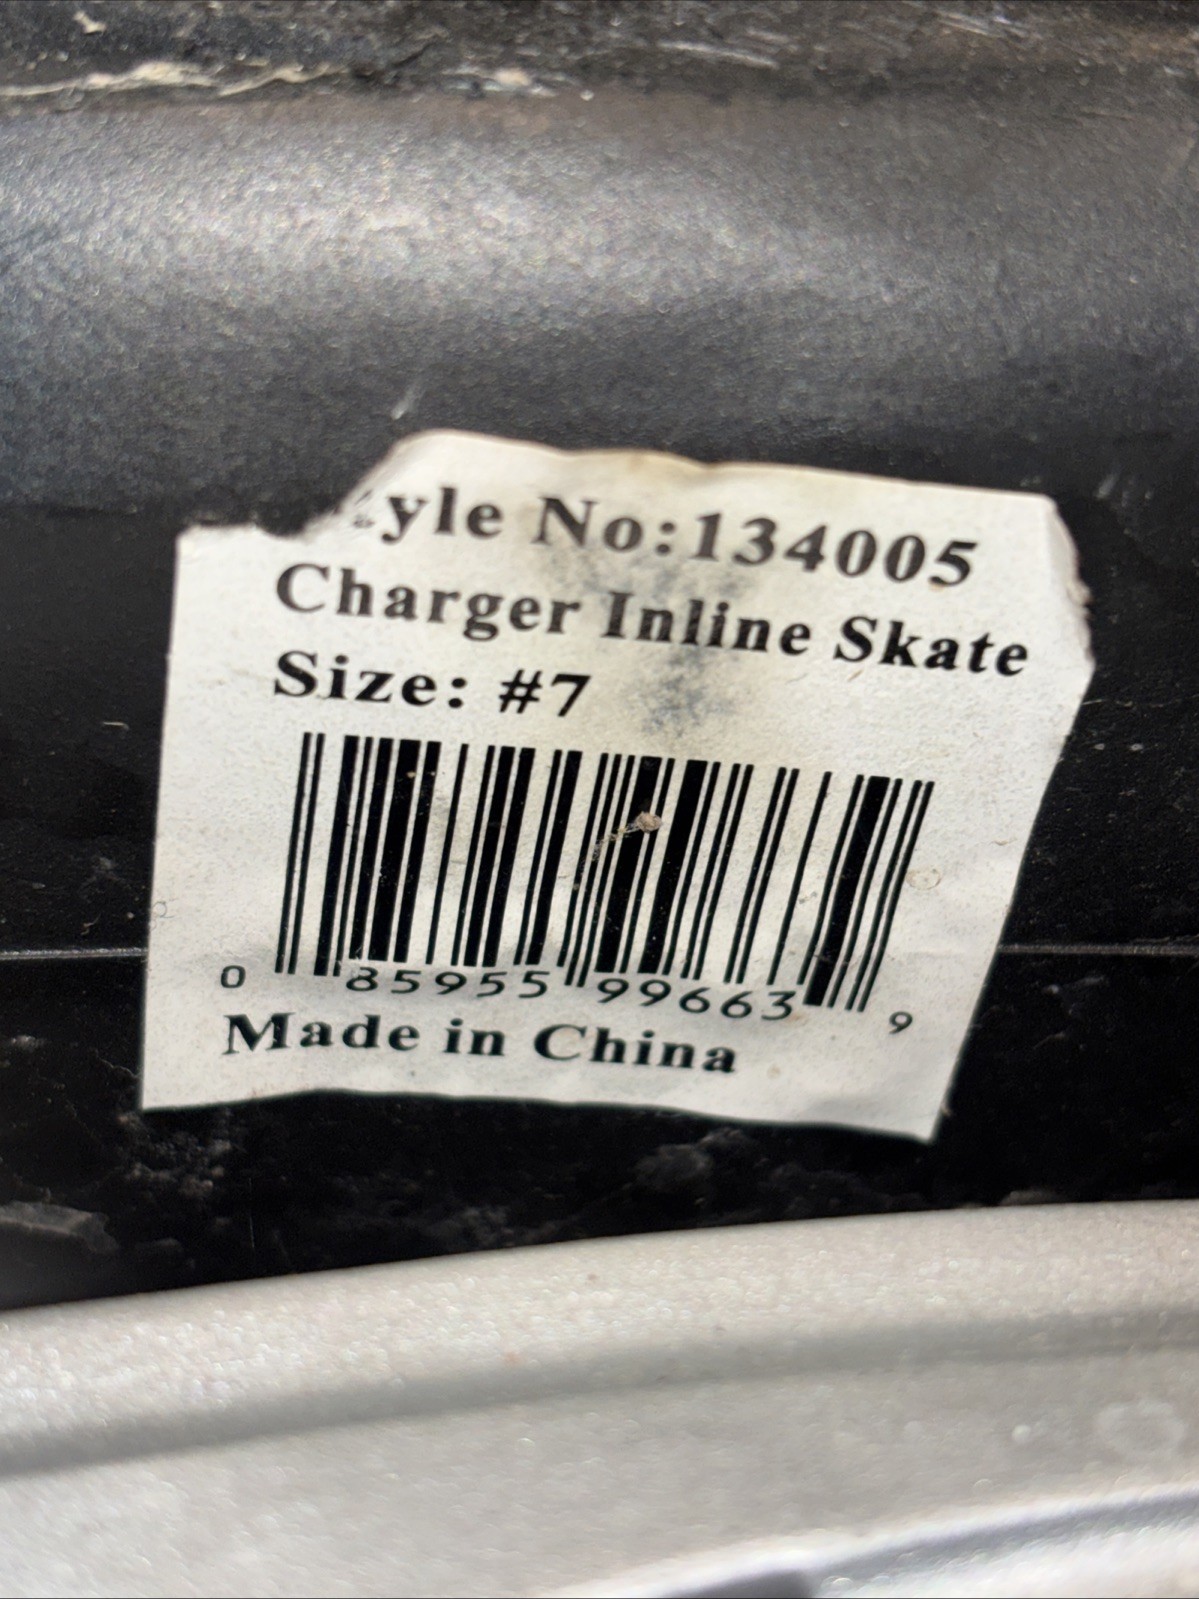 yle No:134005
Charger Inline Skate
Size: #7
0 85955 99663 9
Made in China